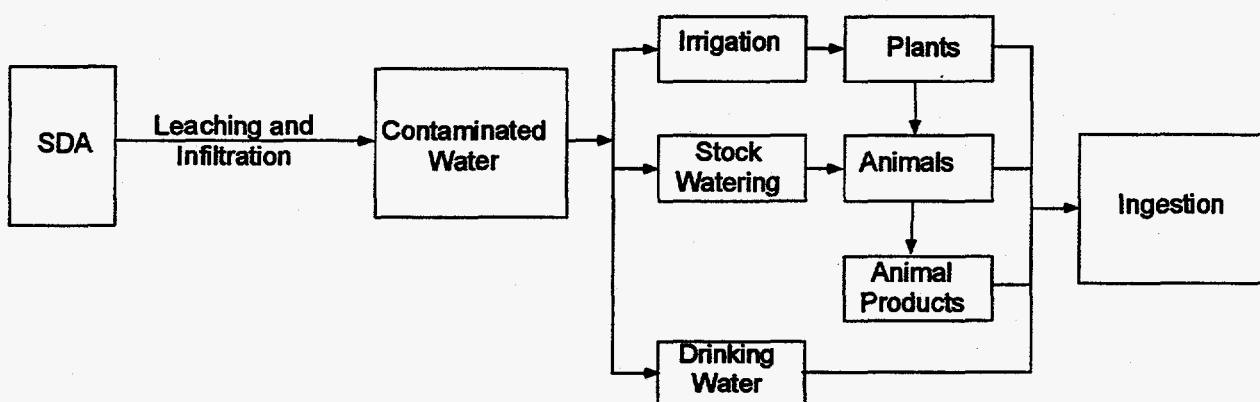 SDA
Leaching and
Infiltration
Contaminated
Water
Irrigation
Plants
Stock
Watering
Animals
Animal
Products
Drinking
Water
Ingestion